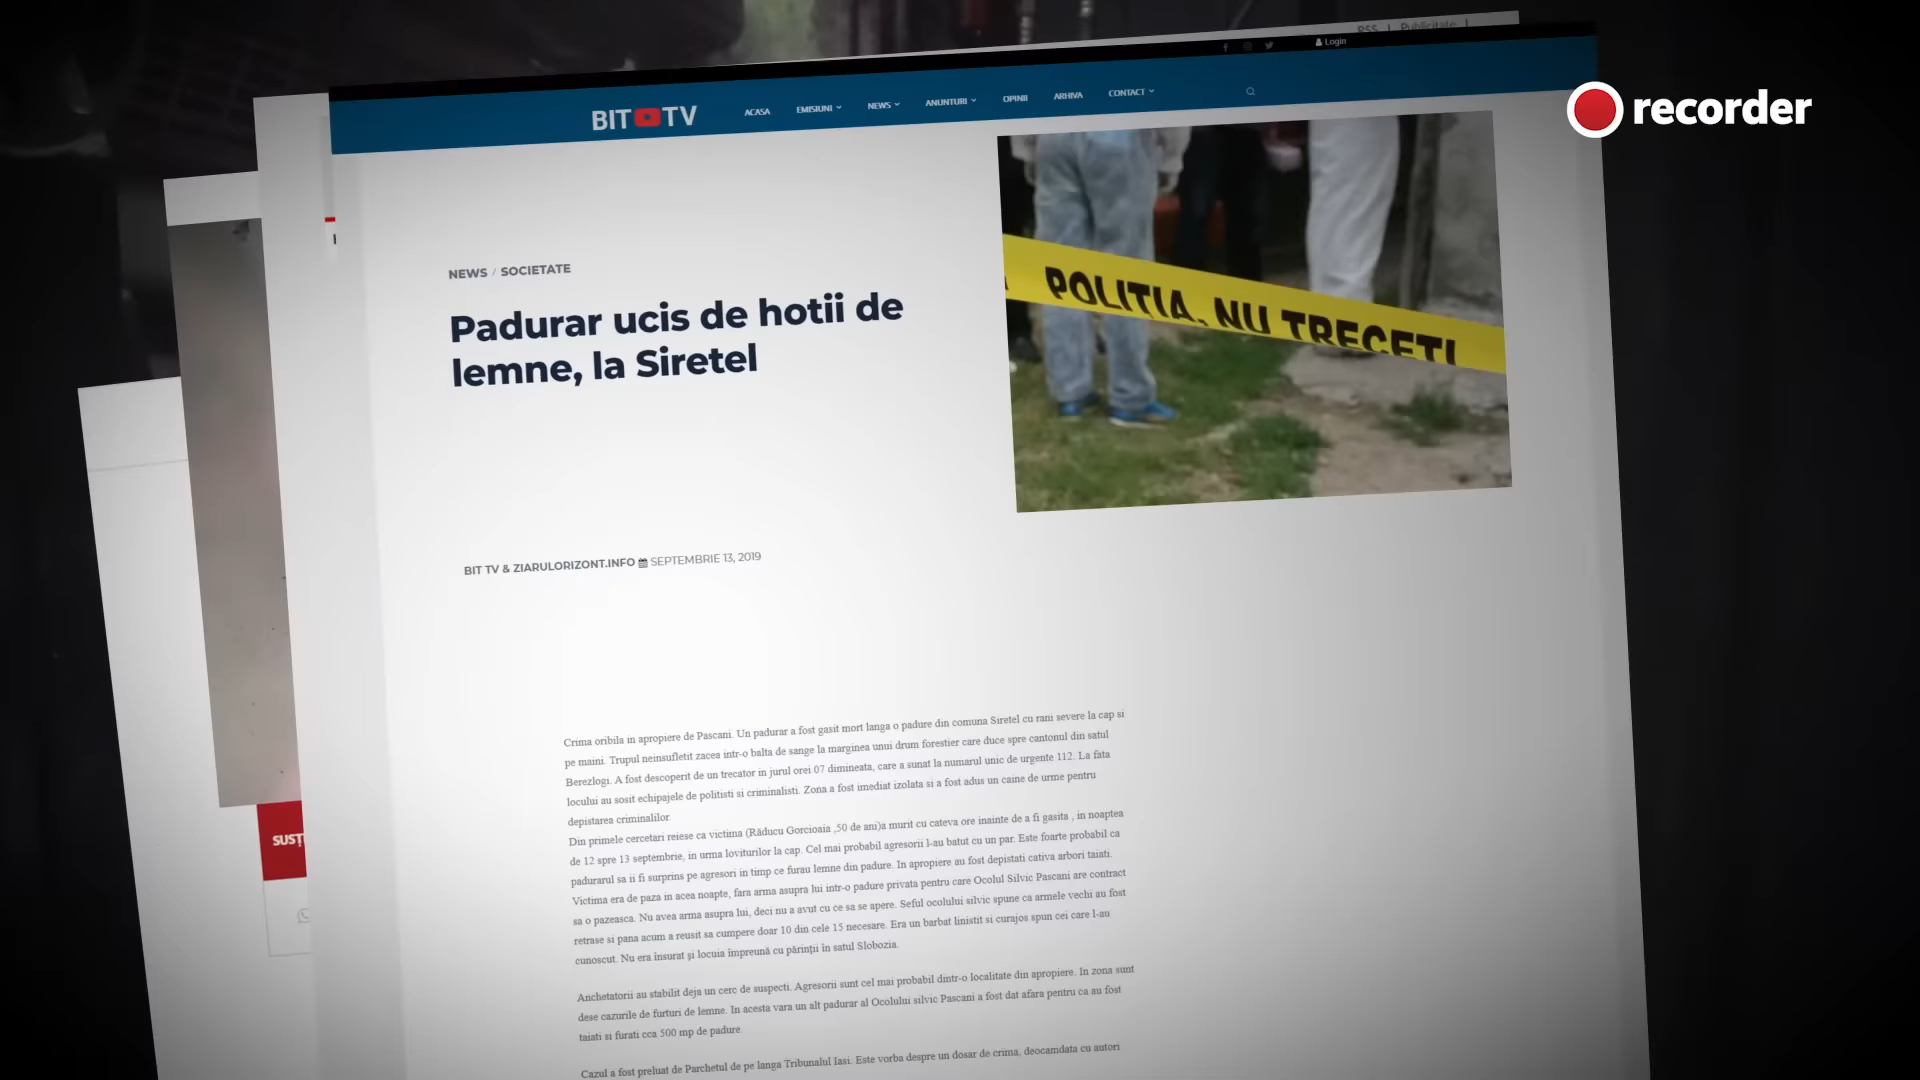 RSS | Publicitate |
Login
BIT TV
ACASA EMISIUNI NEWS ANUNTURI OPINII ARHIVA CONTACT
recorder
NEWS / SOCIETATE
Padurar ucis de hotii de
lemne, la Siretel
POLITIA, NU TRECETI
BIT TV & ZIARULORIZONT.INFO SEPTEMBRIE 13, 2019
Crima oribila in apropiere de Pascani. Un padurar a fost gasit mort langa o padure din comuna Siretel cu rani severe la cap si
pe maini. Trupul neinsufletit zacea intr-o balta de sange la marginea unui drum forestier care duce spre cantonul din satul
Berezlogi. A fost descoperit de un trecator in jurul orei 07 dimineata, care a sunat la numarul unic de urgente 112. La fata
locului au sosit echipajele de politisti si criminalisti. Zona a fost imediat izolata si a fost adus un caine de urme pentru
depistarea criminalilor.
Din primele cercetari reiese ca victima (Răducu Gorcioaia ,50 de ani)a murit cu cateva ore inainte de a fi gasita , in noaptea
de 12 spre 13 septembrie, in urma loviturilor la cap. Cel mai probabil agresorii l-au batut cu un par. Este foarte probabil ca
padurarul sa ii fi surprins pe agresori in timp ce furau lemne din padure. In apropiere au fost depistati cativa arbori taiati.
Victima era de paza in acea noapte, fara arma asupra lui intr-o padure privata pentru care Ocolul Silvic Pascani are contract
sa o pazeasca. Nu avea arma asupra lui, deci nu a avut cu ce sa se apere. Seful ocolului silvic spune ca armele vechi au fost
retrase si pana acum a reusit sa cumpere doar 10 din cele 15 necesare. Era un barbat linistit si curajos spun cei care l-au
cunoscut. Nu era însurat și locuia împreună cu părinții în satul Slobozia.
Anchetatorii au stabilit deja un cerc de suspecti. Agresorii sunt cel mai probabil dintr-o localitate din apropiere. In zona sunt
dese cazurile de furturi de lemne. In acesta vara un alt padurar al Ocolului silvic Pascani a fost dat afara pentru ca au fost
taiati si furati cca 500 mp de padure.
Cazul a fost preluat de Parchetul de pe langa Tribunalul Iasi. Este vorba despre un dosar de crima, deocamdata cu autori
SUSȚ